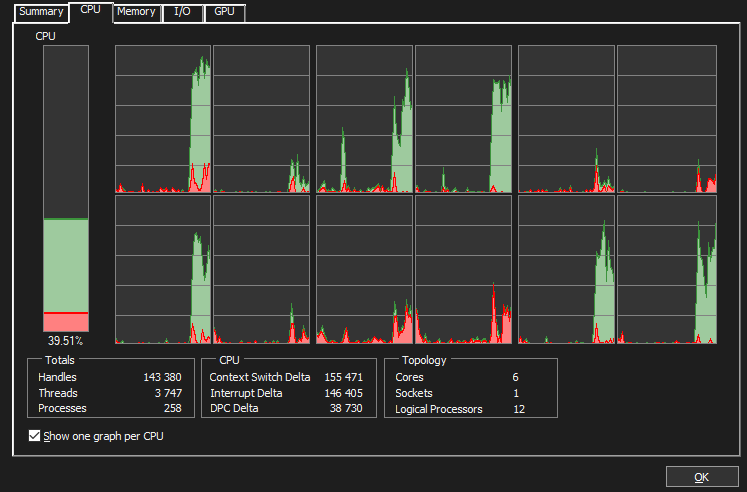 Summary CPU Memory I/O GPU
CPU
39.51%
Totals
Handles 143 380
Threads 3 747
Processes 258
CPU
Context Switch Delta 155 471
Interrupt Delta 146 405
DPC Delta 38 730
Topology
Cores 6
Sockets 1
Logical Processors 12
Show one graph per CPU
OK